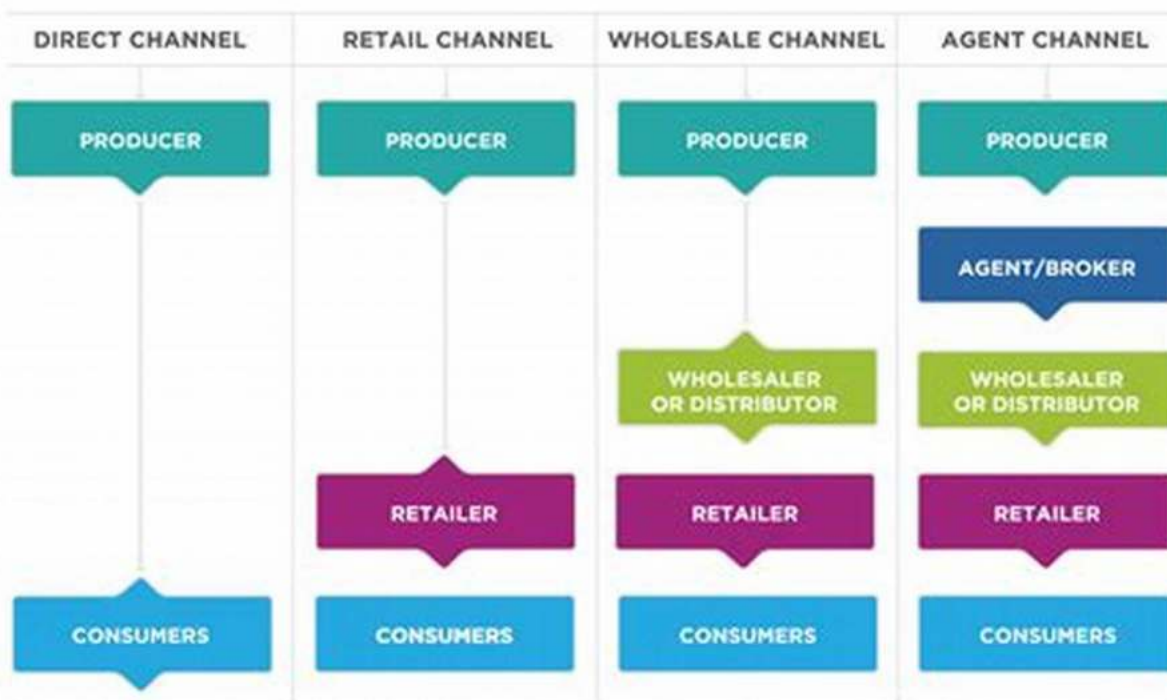 DIRECT CHANNEL
RETAIL CHANNEL
WHOLESALE CHANNEL
AGENT CHANNEL
PRODUCER
PRODUCER
PRODUCER
PRODUCER
AGENT/BROKER
WHOLESALER
OR DISTRIBUTOR
WHOLESALER
OR DISTRIBUTOR
RETAILER
RETAILER
RETAILER
CONSUMERS
CONSUMERS
CONSUMERS
CONSUMERS